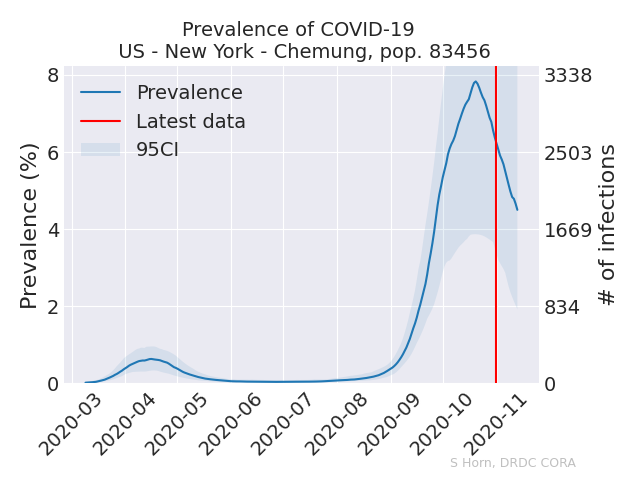 Prevalence of COVID-19
US - New York - Chemung, pop. 83456
Prevalence
Latest data
95CI
Prevalence (%)
8
6
4
2
0
3338
2503
1669
834
0
# of infections
2020-03
2020-04
2020-05
2020-06
2020-07
2020-08
2020-09
2020-10
2020-11
S Horn, DRDC CORA